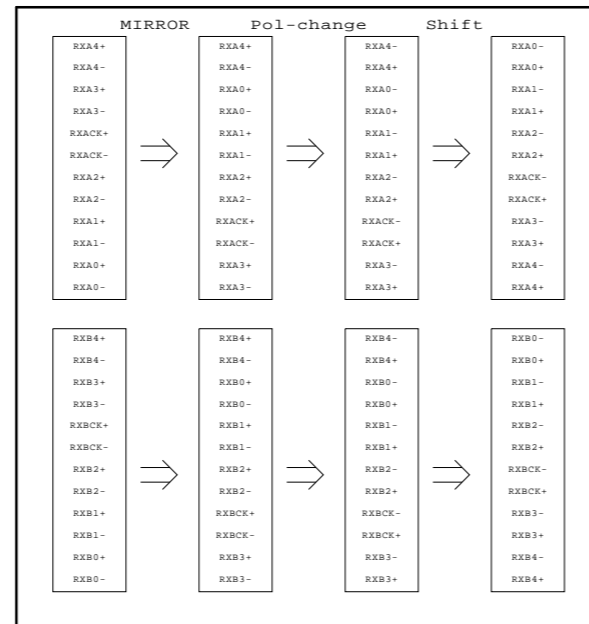 MIRROR Pol-change Shift
RXA4+ RXA4+ RXA4- RXA0-
RXA4- RXA4- RXA4+ RXA0+
RXA3+ RXA0+ RXA0- RXA1-
RXA3- RXA0- RXA0+ RXA1+
RXACK+ RXA1+ RXA1- RXA2-
RXACK- RXA1- RXA1+ RXA2+
RXA2+ RXA2+ RXA2- RXACK-
RXA2- RXA2- RXA2+ RXACK+
RXA1+ RXACK+ RXACK- RXA3-
RXA1- RXACK- RXACK+ RXA3+
RXA0+ RXA3+ RXA3- RXA4-
RXA0- RXA3- RXA3+ RXA4+
RXB4+ RXB4+ RXB4- RXB0-
RXB4- RXB4- RXB4+ RXB0+
RXB3+ RXB0+ RXB0- RXB1-
RXB3- RXB0- RXB0+ RXB1+
RXBCK+ RXB1+ RXB1- RXB2-
RXBCK- RXB1- RXB1+ RXB2+
RXB2+ RXB2+ RXB2- RXBCK-
RXB2- RXB2- RXB2+ RXBCK+
RXB1+ RXBCK+ RXBCK- RXB3-
RXB1- RXBCK- RXBCK+ RXB3+
RXB0+ RXB3+ RXB3- RXB4-
RXB0- RXB3- RXB3+ RXB4+